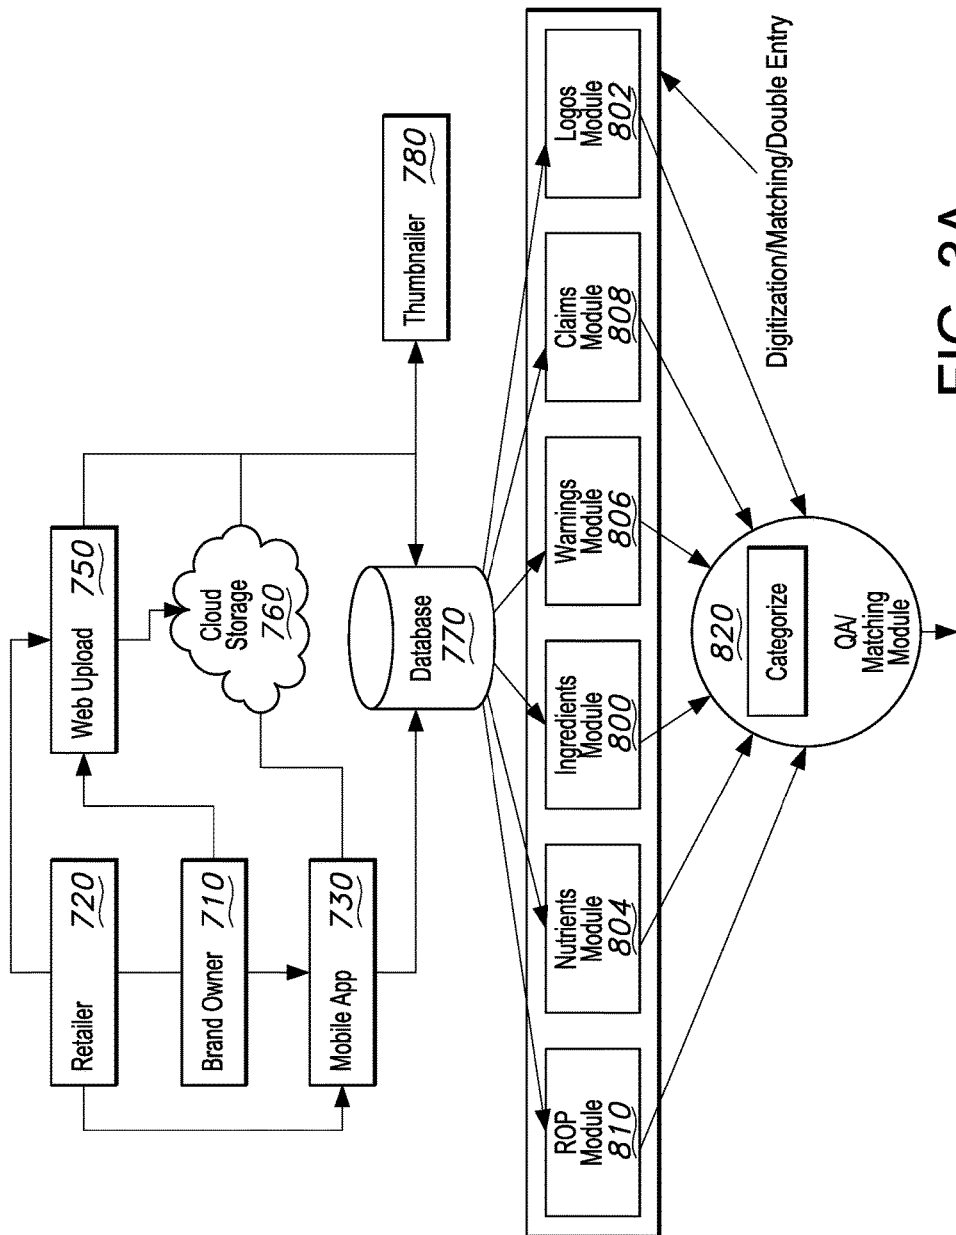 Retailer
720
Brand Owner
710
Mobile App
730
Web Upload
750
Cloud
Storage
760
Database
770
Thumbnailer
780
ROP
Module
810
Nutrients
Module
804
Ingredients
Module
800
Warnings
Module
806
Claims
Module
808
Logos
Module
802
Digitization/Matching/Double Entry
820
Categorize
QA/
Matching
Module
FIG. 3A